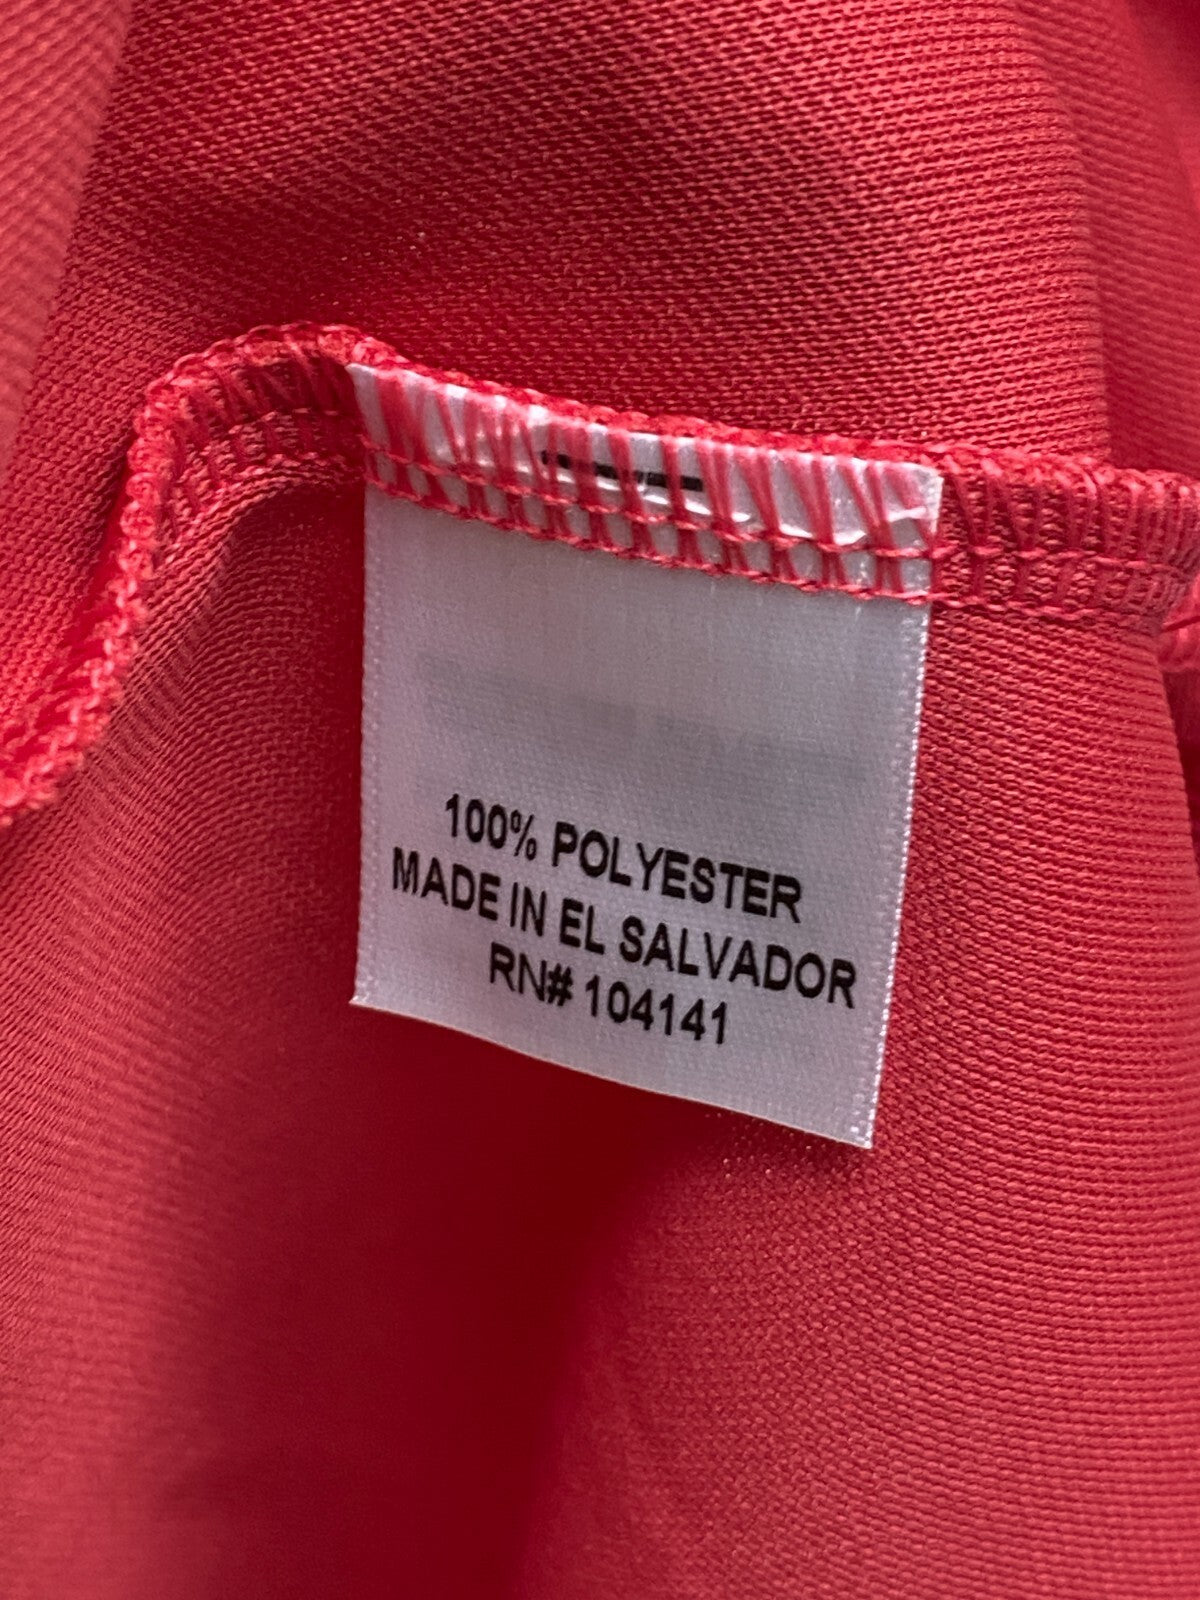 100% POLYESTER
MADE IN EL SALVADOR
RN# 104141